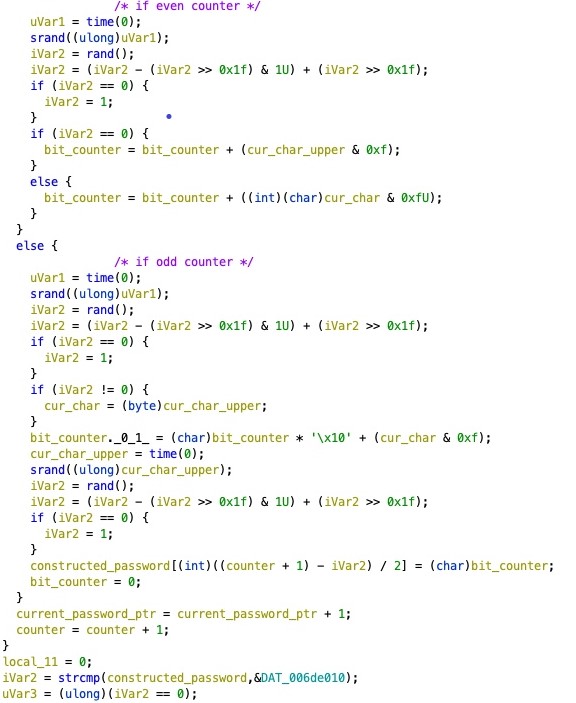 /* if even counter */
uVar1 = time(0);
srand((ulong)uVar1);
iVar2 = rand();
iVar2 = (iVar2 - (iVar2 >> 0x1f) & 1U) + (iVar2 >> 0x1f);
if (iVar2 == 0) {
iVar2 = 1;
}
if (iVar2 == 0) {
bit_counter = bit_counter + (cur_char_upper & 0xf);
}
else {
bit_counter = bit_counter + ((int)(char)cur_char & 0xfU);
}
}
else {
/* if odd counter */
uVar1 = time(0);
srand((ulong)uVar1);
iVar2 = rand();
iVar2 = (iVar2 - (iVar2 >> 0x1f) & 1U) + (iVar2 >> 0x1f);
if (iVar2 == 0) {
iVar2 = 1;
}
if (iVar2 != 0) {
cur_char = (byte)cur_char_upper;
}
bit_counter._0_1_ = (char)bit_counter * '\x10' + (cur_char & 0xf);
cur_char_upper = time(0);
srand((ulong)cur_char_upper);
iVar2 = rand();
iVar2 = (iVar2 - (iVar2 >> 0x1f) & 1U) + (iVar2 >> 0x1f);
if (iVar2 == 0) {
iVar2 = 1;
}
constructed_password[(int)((counter + 1) - iVar2) / 2] = (char)bit_counter;
bit_counter = 0;
}
current_password_ptr = current_password_ptr + 1;
counter = counter + 1;
}
local_11 = 0;
iVar2 = strcmp(constructed_password,&DAT_006de010);
uVar3 = (ulong)(iVar2 == 0);